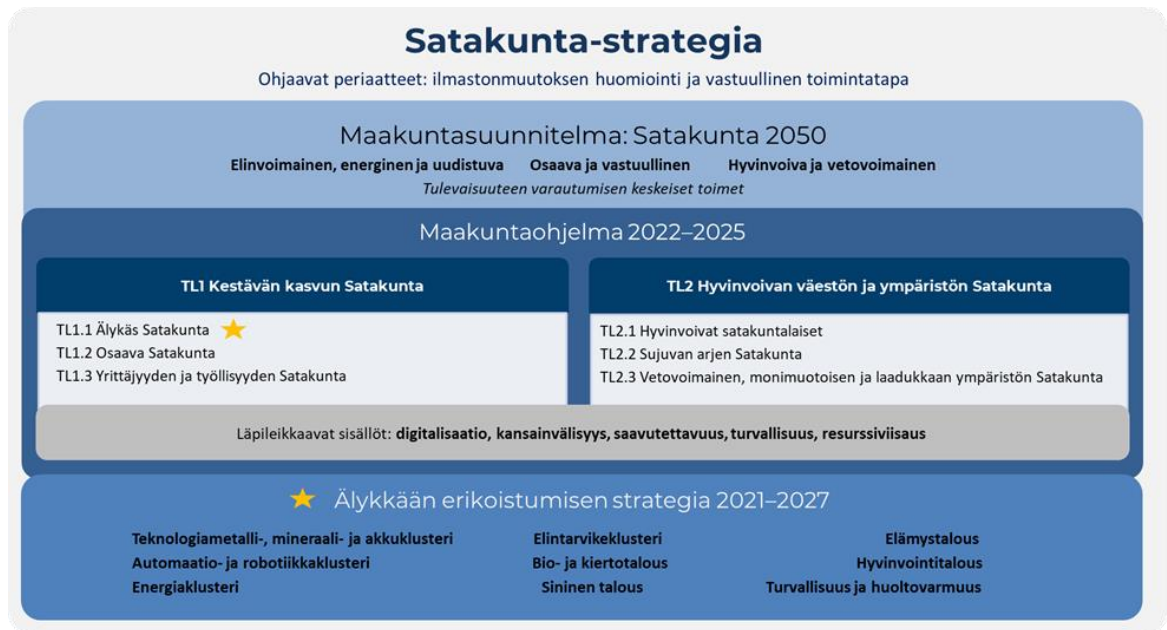 Satakunta-strategia
Ohjaavat periaatteet: ilmastonmuutoksen huomiointi ja vastuullinen toimintatapa
Maakuntasuunnitelma: Satakunta 2050
Elinvoimainen, energinen ja uudistuva Osaava ja vastuullinen Hyvinvoiva ja vetovoimainen
Tulevaisuuteen varautumisen keskeiset toimet
Maakuntaohjelma 2022–2025
TL1 Kestävän kasvun Satakunta
TL1.1 Älykäs Satakunta
TL1.2 Osaava Satakunta
TL1.3 Yrittäjyyden ja työllisyyden Satakunta
TL2 Hyvinvoivan väestön ja ympäristön Satakunta
TL2.1 Hyvinvoivat satakuntalaiset
TL2.2 Sujuvan arjen Satakunta
TL2.3 Vetovoimainen, monimuotoisen ja laadukkaan ympäristön Satakunta
Läpileikkaavat sisällöt: digitalisaatio, kansainvälisyys, saavutettavuus, turvallisuus, resurssiviisaus
Älykkään erikoistumisen strategia 2021–2027
Teknologiametalli-, mineraali- ja akkuklusteri
Automaatio- ja robotiikkaklusteri
Energiaklusteri
Elintarvikeklusteri
Bio- ja kiertotalous
Sininen talous
Elämystalous
Hyvinvointitalous
Turvallisuus ja huoltovarmuus